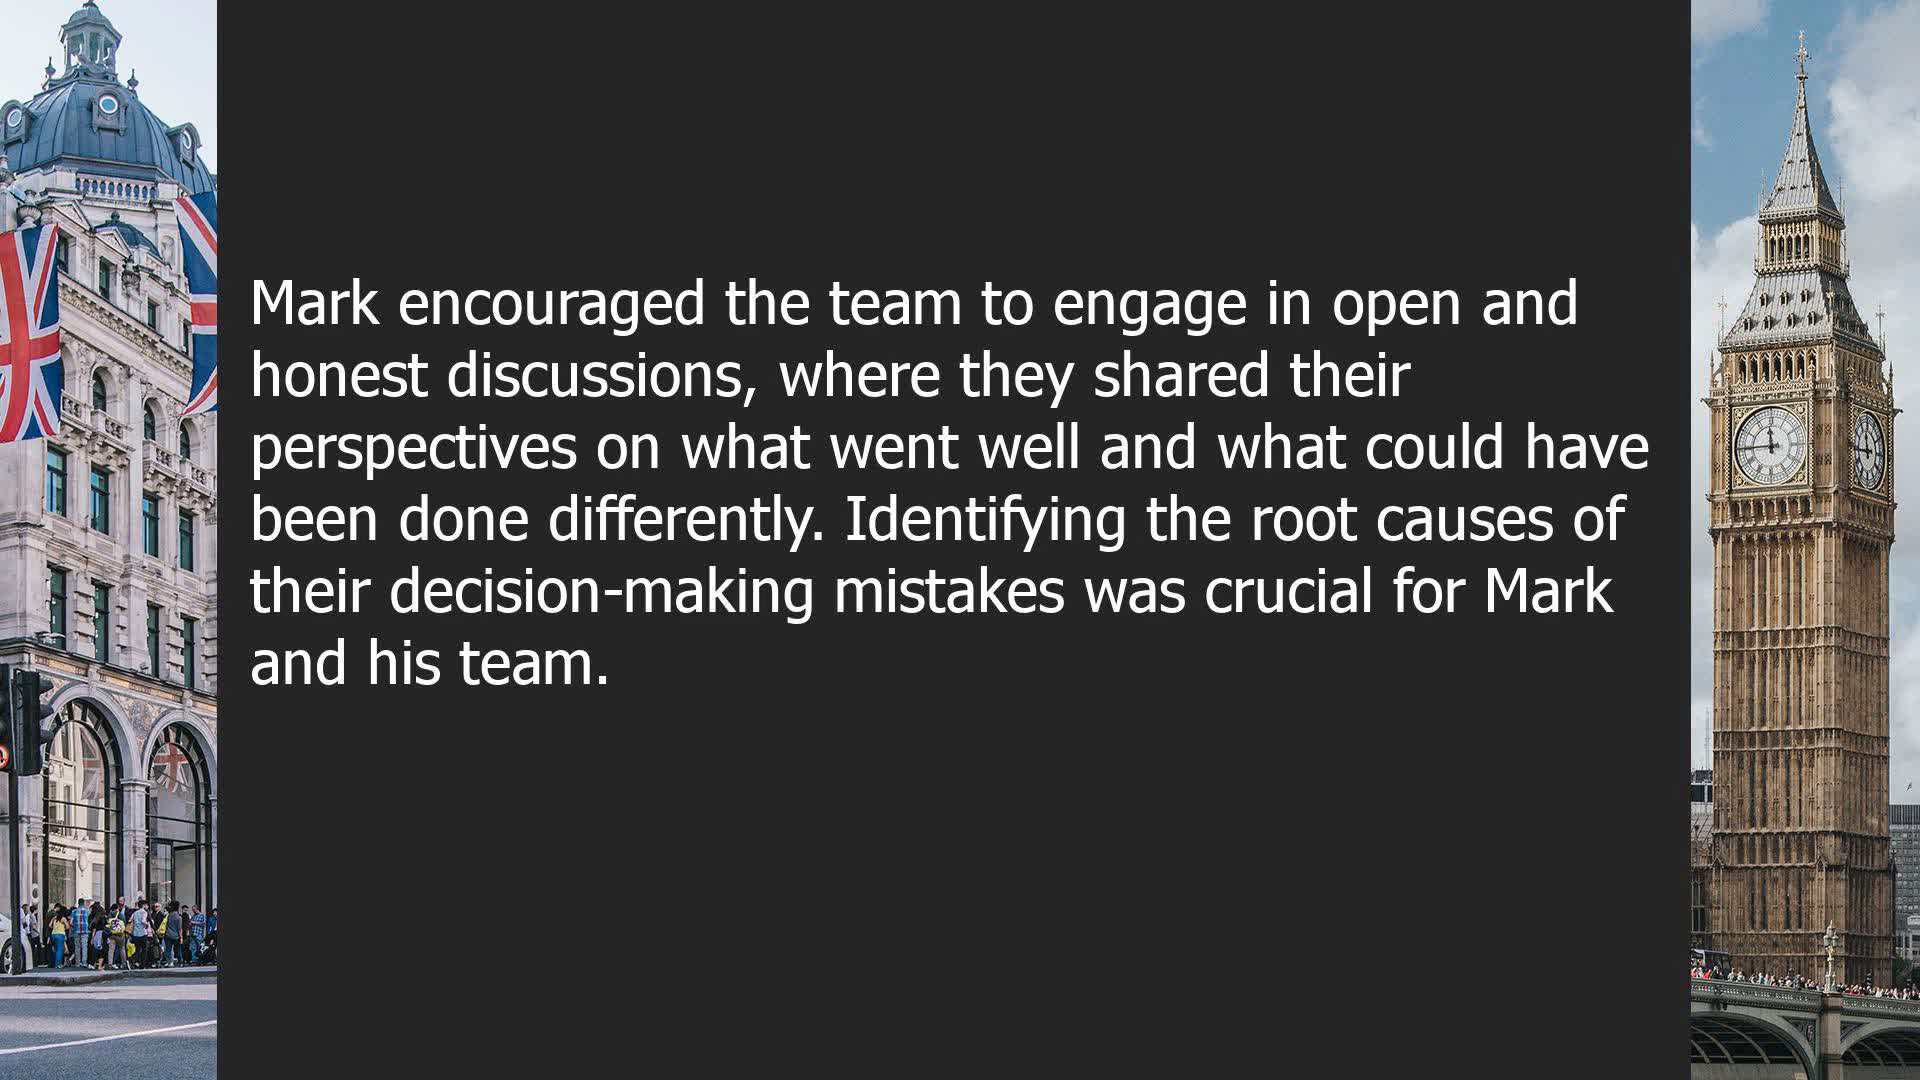 Mark encouraged the team to engage in open and
honest discussions, where they shared their
perspectives on what went well and what could have
been done differently. Identifying the root causes of
their decision-making mistakes was crucial for Mark
and his team.